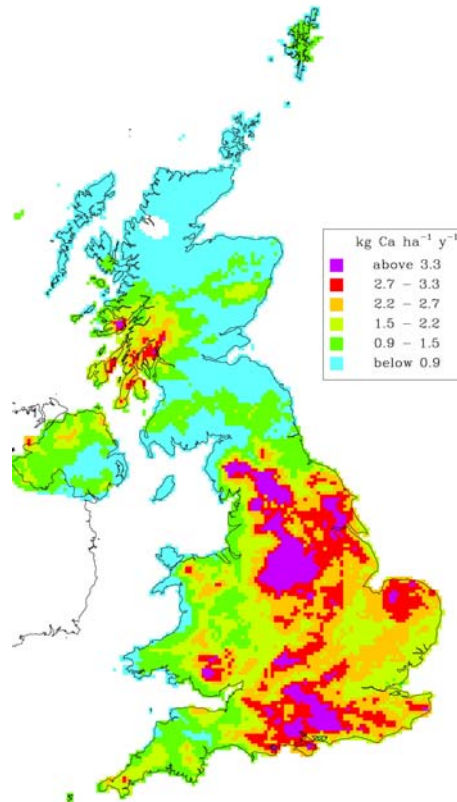 kg Ca ha⁻¹ y⁻¹
above 3.3
2.7 – 3.3
2.2 – 2.7
1.5 – 2.2
0.9 – 1.5
below 0.9